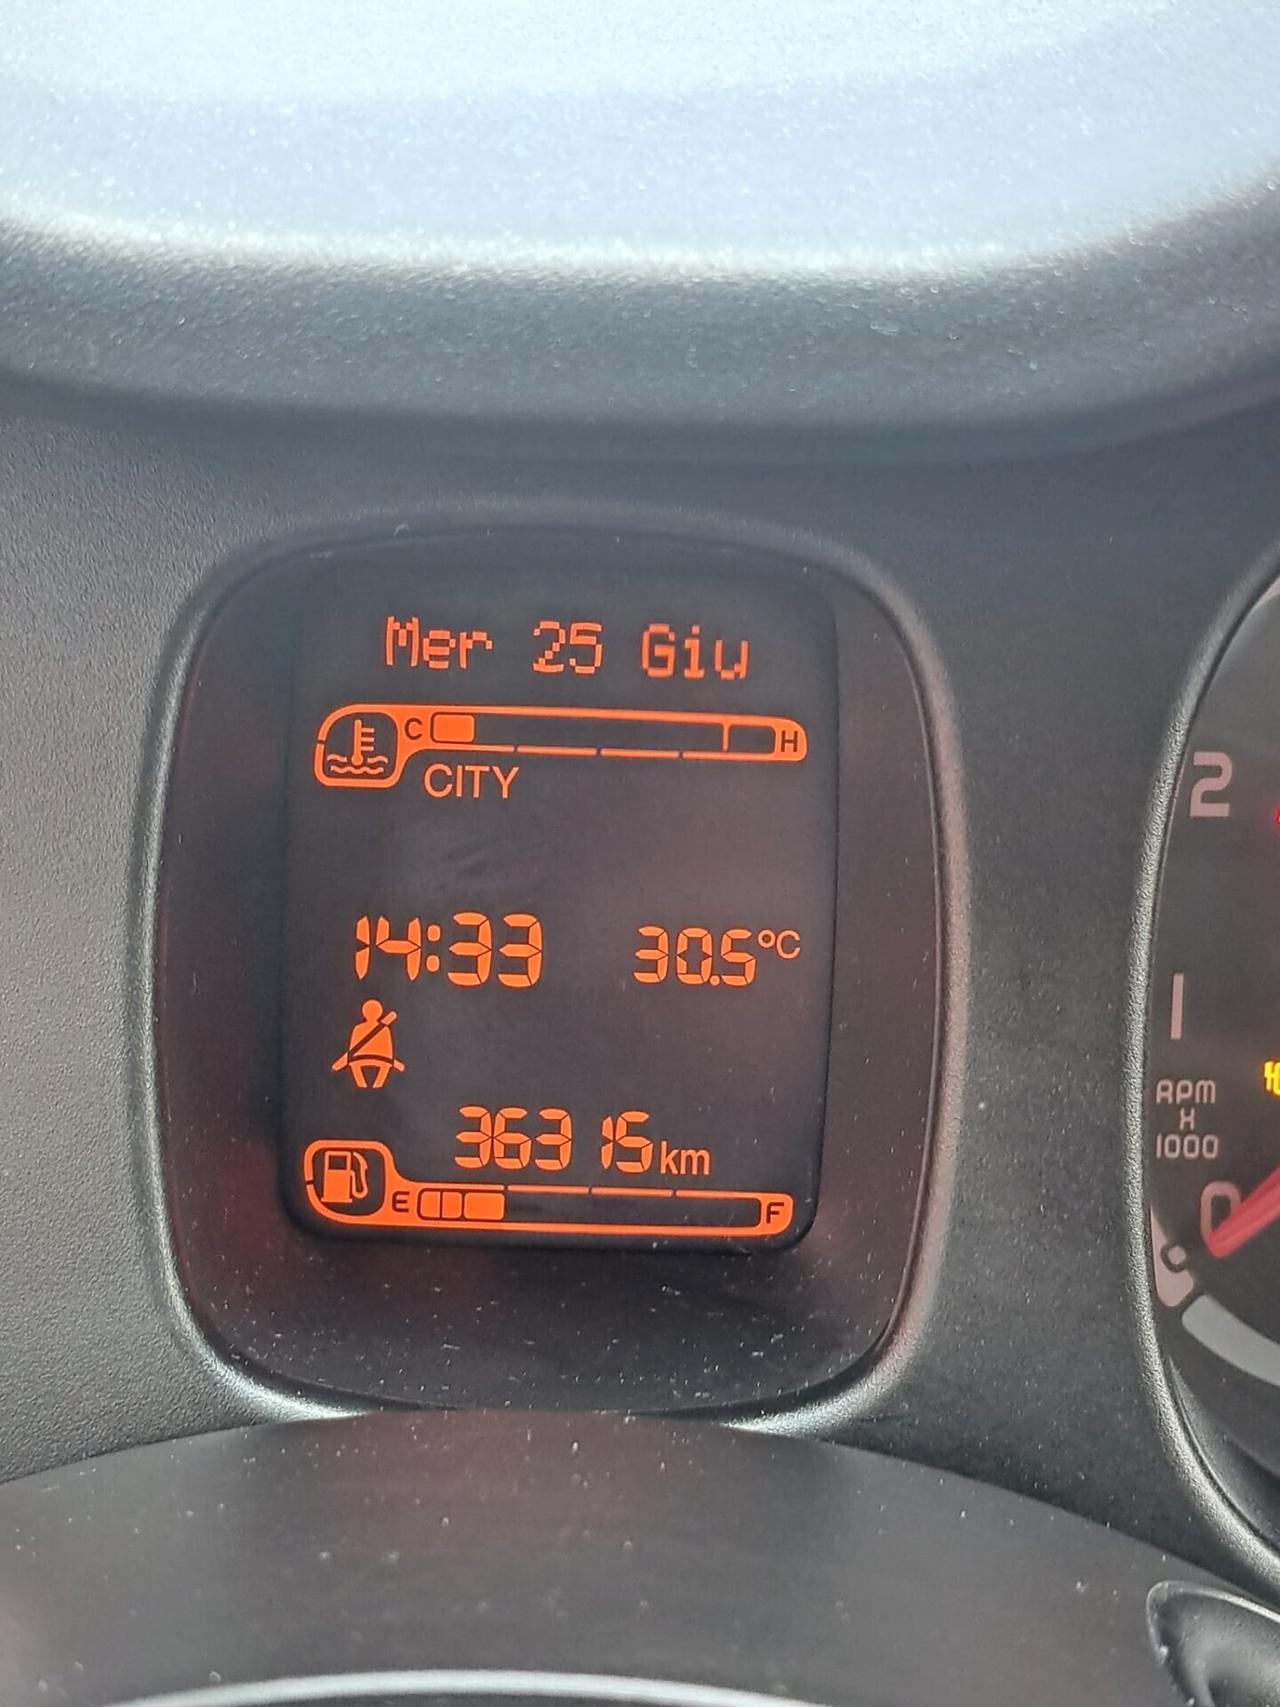 Mer 25 Giu
C H
CITY
14:33 30.5°C
36315km
E F
2
1
RPM
X
1000
0